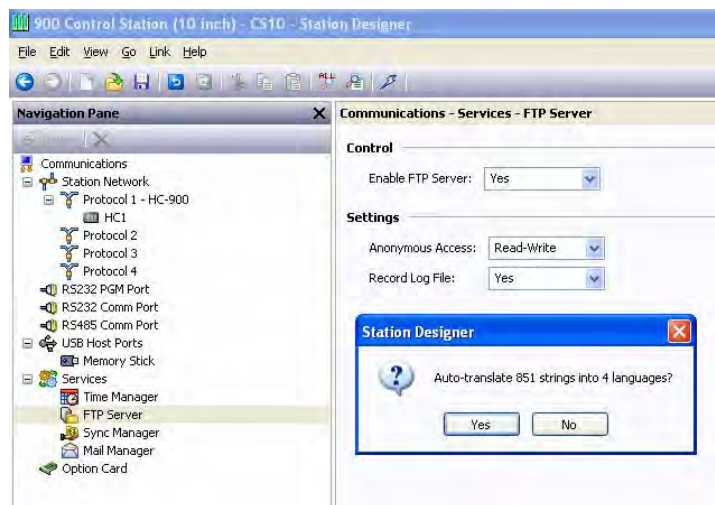 900 Control Station (10 inch) - CS10 - Station Designer
File Edit View Go Link Help
Navigation Pane
Communications
Station Network
Protocol 1 - HC-900
HC1
Protocol 2
Protocol 3
Protocol 4
RS232 PGM Port
RS232 Comm Port
RS485 Comm Port
USB Host Ports
Memory Stick
Services
Time Manager
FTP Server
Sync Manager
Mail Manager
Option Card
Communications - Services - FTP Server
Control
Enable FTP Server: Yes
Settings
Anonymous Access: Read-Write
Record Log File: Yes
Station Designer
Auto-translate 851 strings into 4 languages?
Yes No